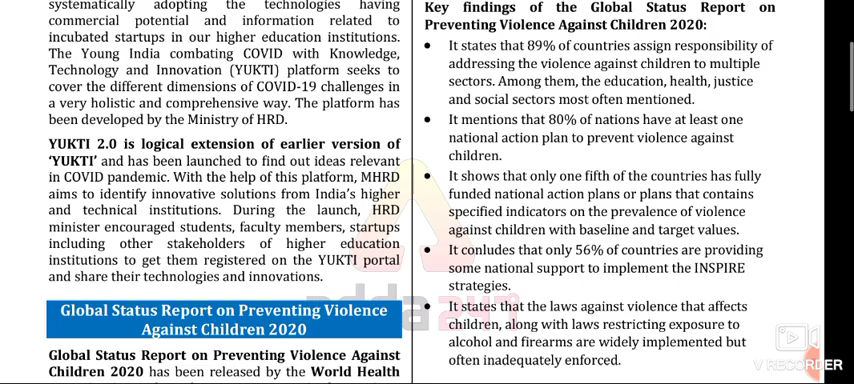 systematically adopting the technologies having
commercial potential and information related to
incubated startups in our higher education institutions.
The Young India combating COVID with Knowledge,
Technology and Innovation (YUKTI) platform seeks to
cover the different dimensions of COVID-19 challenges in
a very holistic and comprehensive way. The platform has
been developed by the Ministry of HRD.
YUKTI 2.0 is logical extension of earlier version of
‘YUKTI’ and has been launched to find out ideas relevant
in COVID pandemic. With the help of this platform, MHRD
aims to identify innovative solutions from India’s higher
and technical institutions. During the launch, HRD
minister encouraged students, faculty members, startups
including other stakeholders of higher education
institutions to get them registered on the YUKTI portal
and share their technologies and innovations.
Global Status Report on Preventing Violence
Against Children 2020
Global Status Report on Preventing Violence Against
Children 2020 has been released by the World Health
Key findings of the Global Status Report on
Preventing Violence Against Children 2020:
• It states that 89% of countries assign responsibility of
addressing the violence against children to multiple
sectors. Among them, the education, health, justice
and social sectors most often mentioned.
• It mentions that 80% of nations have at least one
national action plan to prevent violence against
children.
• It shows that only one fifth of the countries has fully
funded national action plans or plans that contains
specified indicators on the prevalence of violence
against children with baseline and target values.
• It conludes that only 56% of countries are providing
some national support to implement the INSPIRE
strategies.
• It states that the laws against violence that affects
children, along with laws restricting exposure to
alcohol and firearms are widely implemented but
often inadequately enforced.
adda247
V RECORDER